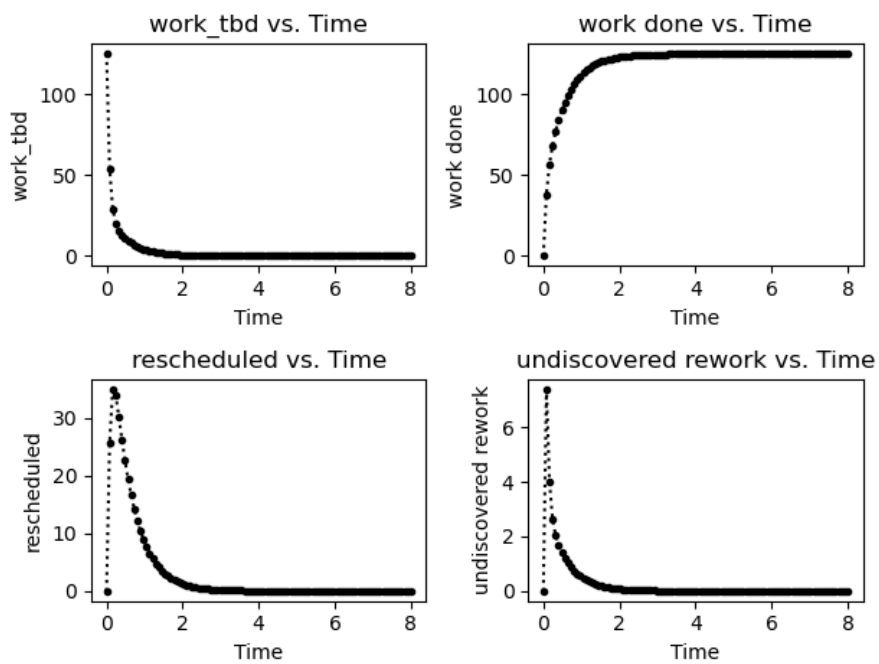 work_tbd vs. Time
100
50
0
work_tbd
0 2 4 6 8
Time
work done vs. Time
100
50
0
work done
0 2 4 6 8
Time
rescheduled vs. Time
30
20
10
0
rescheduled
0 2 4 6 8
Time
undiscovered rework vs. Time
6
4
2
0
undiscovered rework
0 2 4 6 8
Time